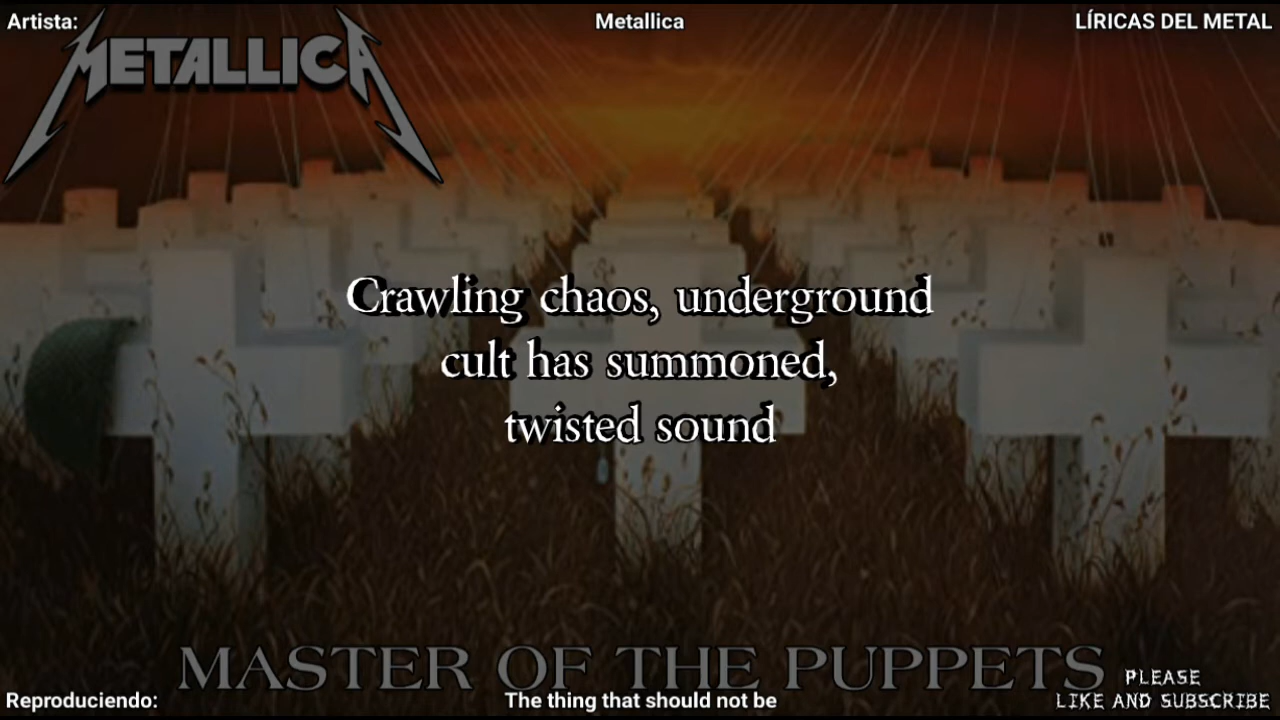 Artista:
Metallica
LÍRICAS DEL METAL
METALLICA
Crawling chaos, underground
cult has summoned,
twisted sound
MASTER OF THE PUPPETS
PLEASE
LIKE AND SUBSCRIBE
Reproduciendo:
The thing that should not be